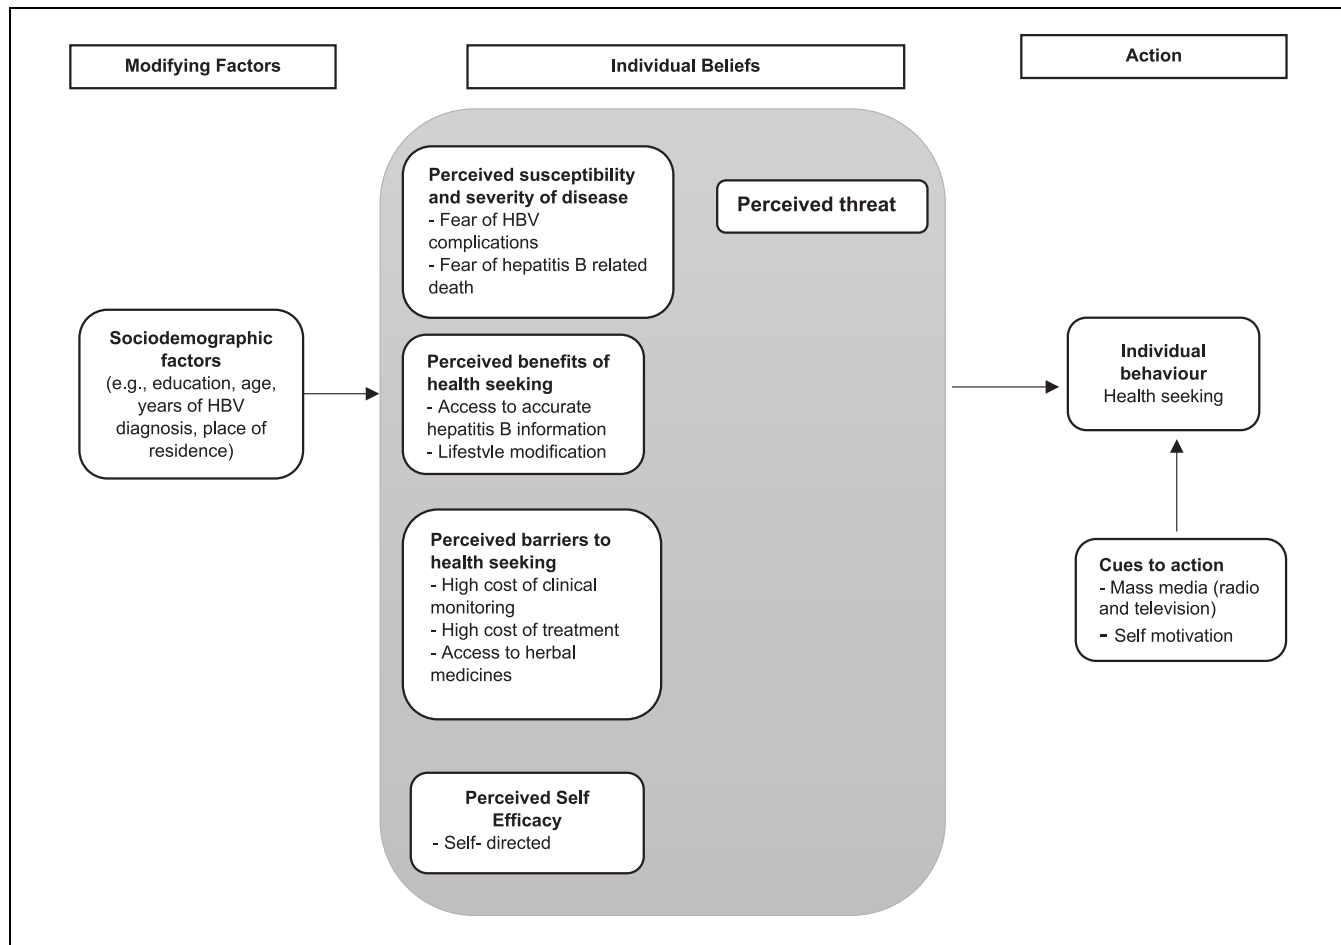 Modifying Factors
Individual Beliefs
Action
Perceived susceptibility
and severity of disease
- Fear of HBV
complications
- Fear of hepatitis B related
death
Perceived threat
Sociodemographic
factors
(e.g., education, age,
years of HBV
diagnosis, place of
residence)
Perceived benefits of
health seeking
- Access to accurate
hepatitis B information
- Lifestvle modification
Individual
behaviour
Health seeking
Perceived barriers to
health seeking
- High cost of clinical
monitoring
- High cost of treatment
- Access to herbal
medicines
Cues to action
- Mass media (radio
and television)
- Self motivation
Perceived Self
Efficacy
- Self- directed